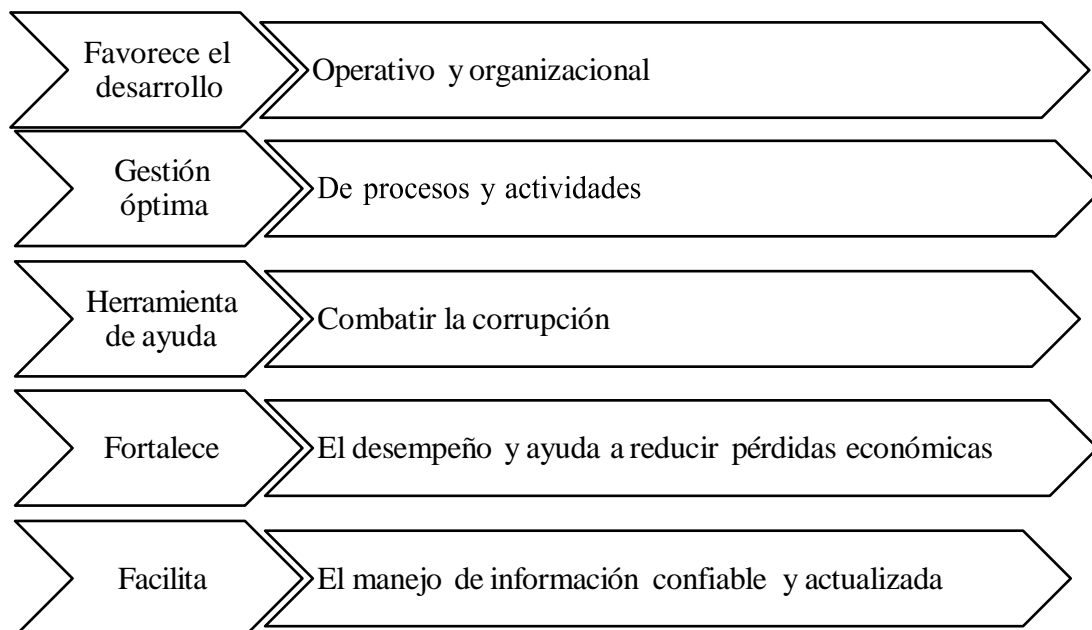 Favorece el
desarrollo
Operativo y organizacional
Gestión
óptima
De procesos y actividades
Herramienta
de ayuda
Combatir la corrupción
Fortalece
El desempeño y ayuda a reducir pérdidas económicas
Facilita
El manejo de información confiable y actualizada